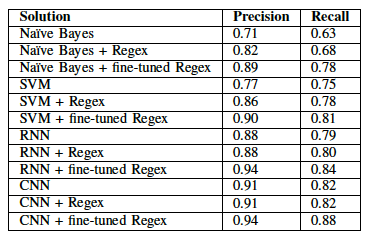 Solution Precision Recall
Naïve Bayes 0.71 0.63
Naïve Bayes + Regex 0.82 0.68
Naïve Bayes + fine-tuned Regex 0.89 0.78
SVM 0.77 0.75
SVM + Regex 0.86 0.78
SVM + fine-tuned Regex 0.90 0.81
RNN 0.88 0.79
RNN + Regex 0.88 0.80
RNN + fine-tuned Regex 0.94 0.84
CNN 0.91 0.82
CNN + Regex 0.91 0.82
CNN + fine-tuned Regex 0.94 0.88